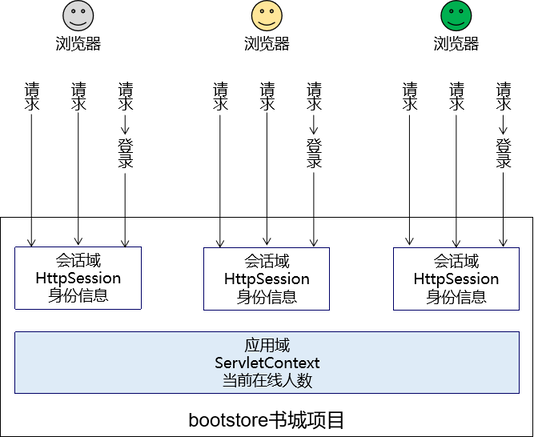 浏览器
浏览器
浏览器
请求
请求
请求
登录
请求
请求
请求
登录
请求
请求
请求
登录
会话域
HttpSession
身份信息
会话域
HttpSession
身份信息
会话域
HttpSession
身份信息
应用域
ServletContext
当前在线人数
bootstore书城项目